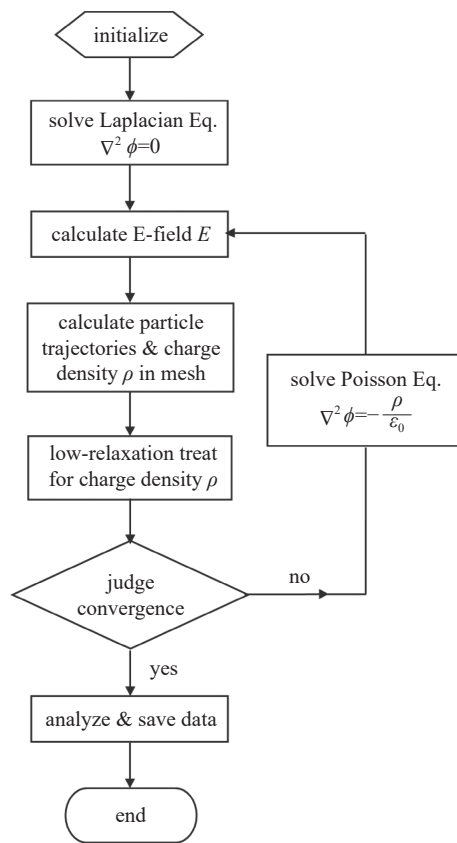 initialize
solve Laplacian Eq.
∇² ϕ=0
calculate E-field E
calculate particle
trajectories & charge
density ρ in mesh
solve Poisson Eq.
∇² ϕ=−ρ/ε₀
low-relaxation treat
for charge density ρ
judge
convergence
no
yes
analyze & save data
end